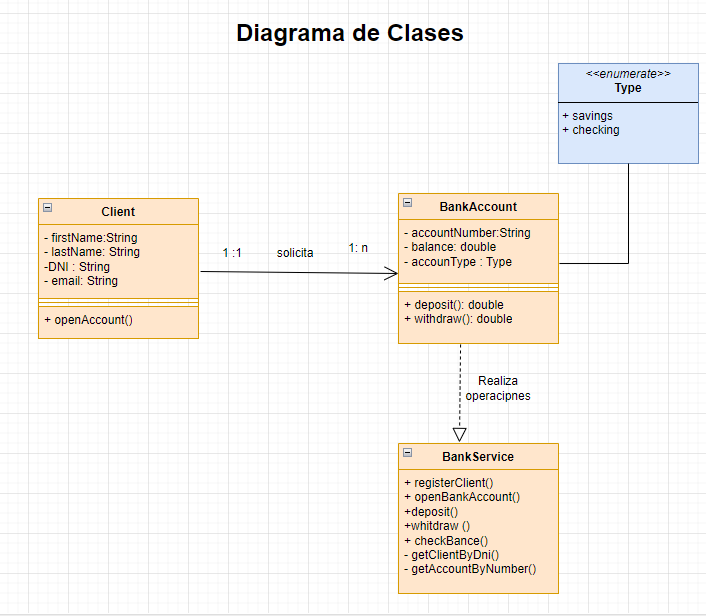 Diagrama de Clases
<<enumerate>>
Type
+ savings
+ checking
Client
- firstName:String
- lastName: String
-DNI : String
- email: String
+ openAccount()
1 :1
solicita
1: n
BankAccount
- accountNumber:String
- balance: double
- accounType : Type
+ deposit(): double
+ withdraw(): double
Realiza
operacipnes
BankService
+ registerClient()
+ openBankAccount()
+deposit()
+whitdraw ()
+ checkBance()
- getClientByDni()
- getAccountByNumber()